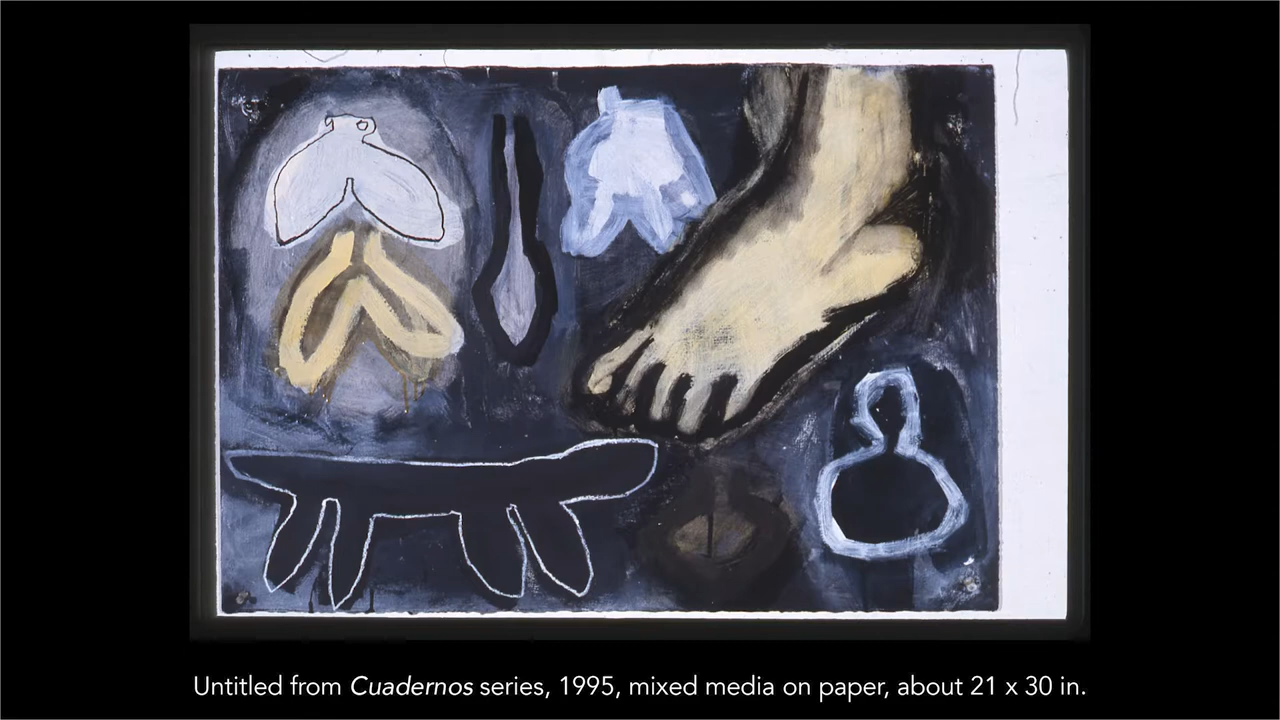 Untitled from Cuadernos series, 1995, mixed media on paper, about 21 x 30 in.